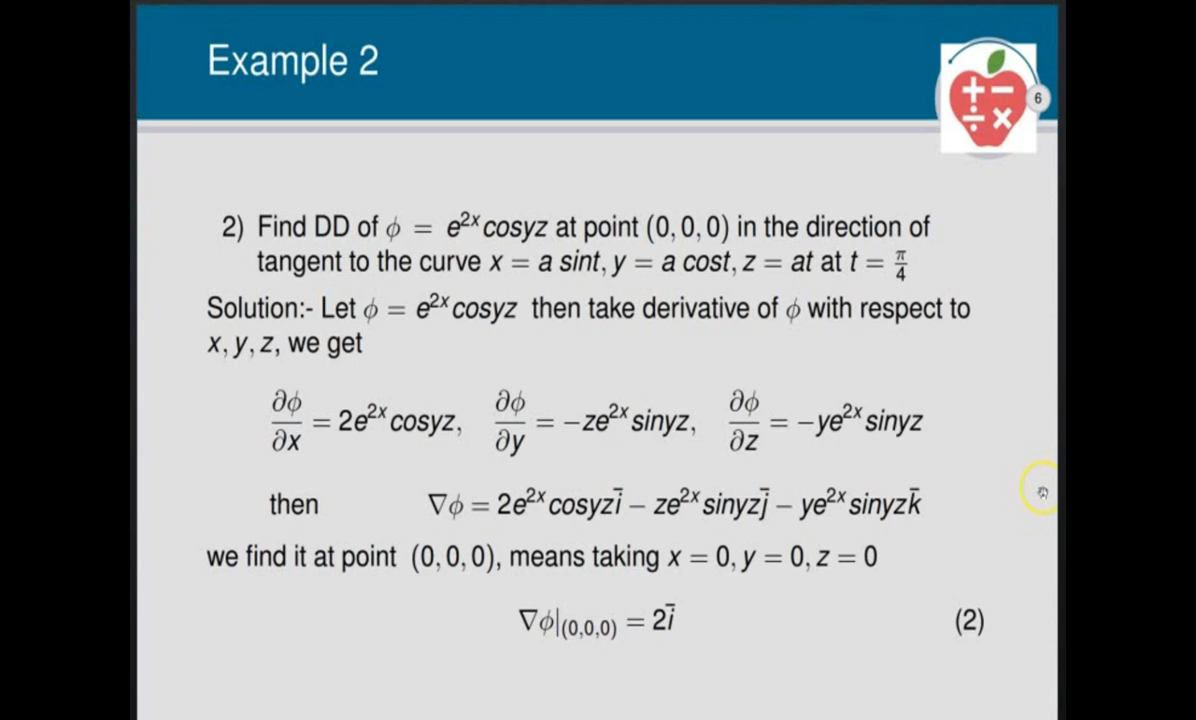 Example 2
6
2) Find DD of ϕ = e^{2x} cosyz at point (0, 0, 0) in the direction of
tangent to the curve x = a sint, y = a cost, z = at at t = π/4
Solution:- Let ϕ = e^{2x} cosyz then take derivative of ϕ with respect to
x, y, z, we get
∂ϕ/∂x = 2e^{2x} cosyz, ∂ϕ/∂y = −ze^{2x} sinyz, ∂ϕ/∂z = −ye^{2x} sinyz
then ∇ϕ = 2e^{2x} cosyz i̅ − ze^{2x} sinyz j̅ − ye^{2x} sinyz k̅
we find it at point (0, 0, 0), means taking x = 0, y = 0, z = 0
∇ϕ|_{(0,0,0)} = 2i̅ (2)